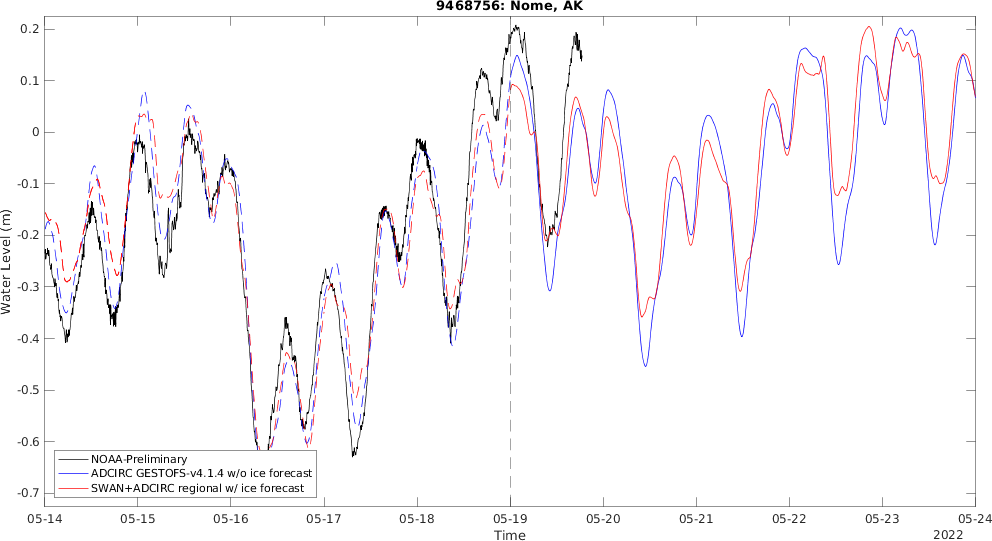 9468756: Nome, AK
0.2
0.1
0
-0.1
-0.2
-0.3
-0.4
-0.5
-0.6
-0.7
Water Level (m)
NOAA-Preliminary
ADCIRC GESTOFS-v4.1.4 w/o ice forecast
SWAN+ADCIRC regional w/ ice forecast
05-14 05-15 05-16 05-17 05-18 05-19 05-20 05-21 05-22 05-23 05-24
Time
2022